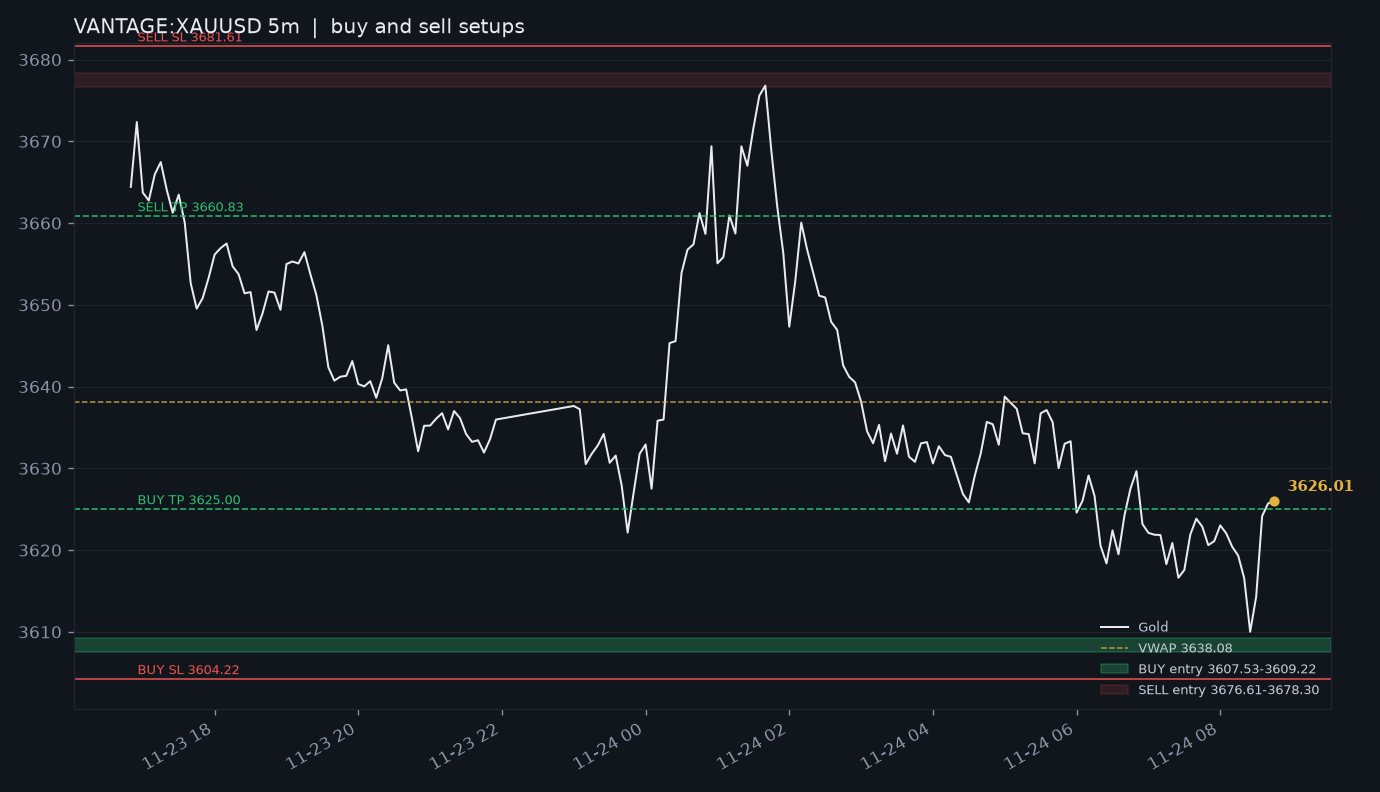 VANTAGE:XAUUSD 5m | buy and sell setups
SELL SL 3681.61
3680
3670
SELL TP 3660.83
3660
3650
3640
3630
BUY TP 3625.00
3626.01
3620
3610
BUY SL 3604.22
Gold
VWAP 3638.08
BUY entry 3607.53-3609.22
SELL entry 3676.61-3678.30
11-23 18
11-23 20
11-23 22
11-24 00
11-24 02
11-24 04
11-24 06
11-24 08